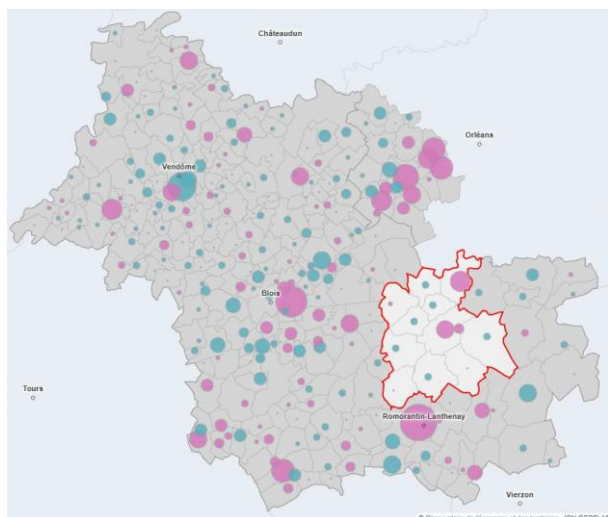 Châteaudun
Orléans
Vendôme
Blois
Tours
Romorantin-Lanthenay
Vierzon